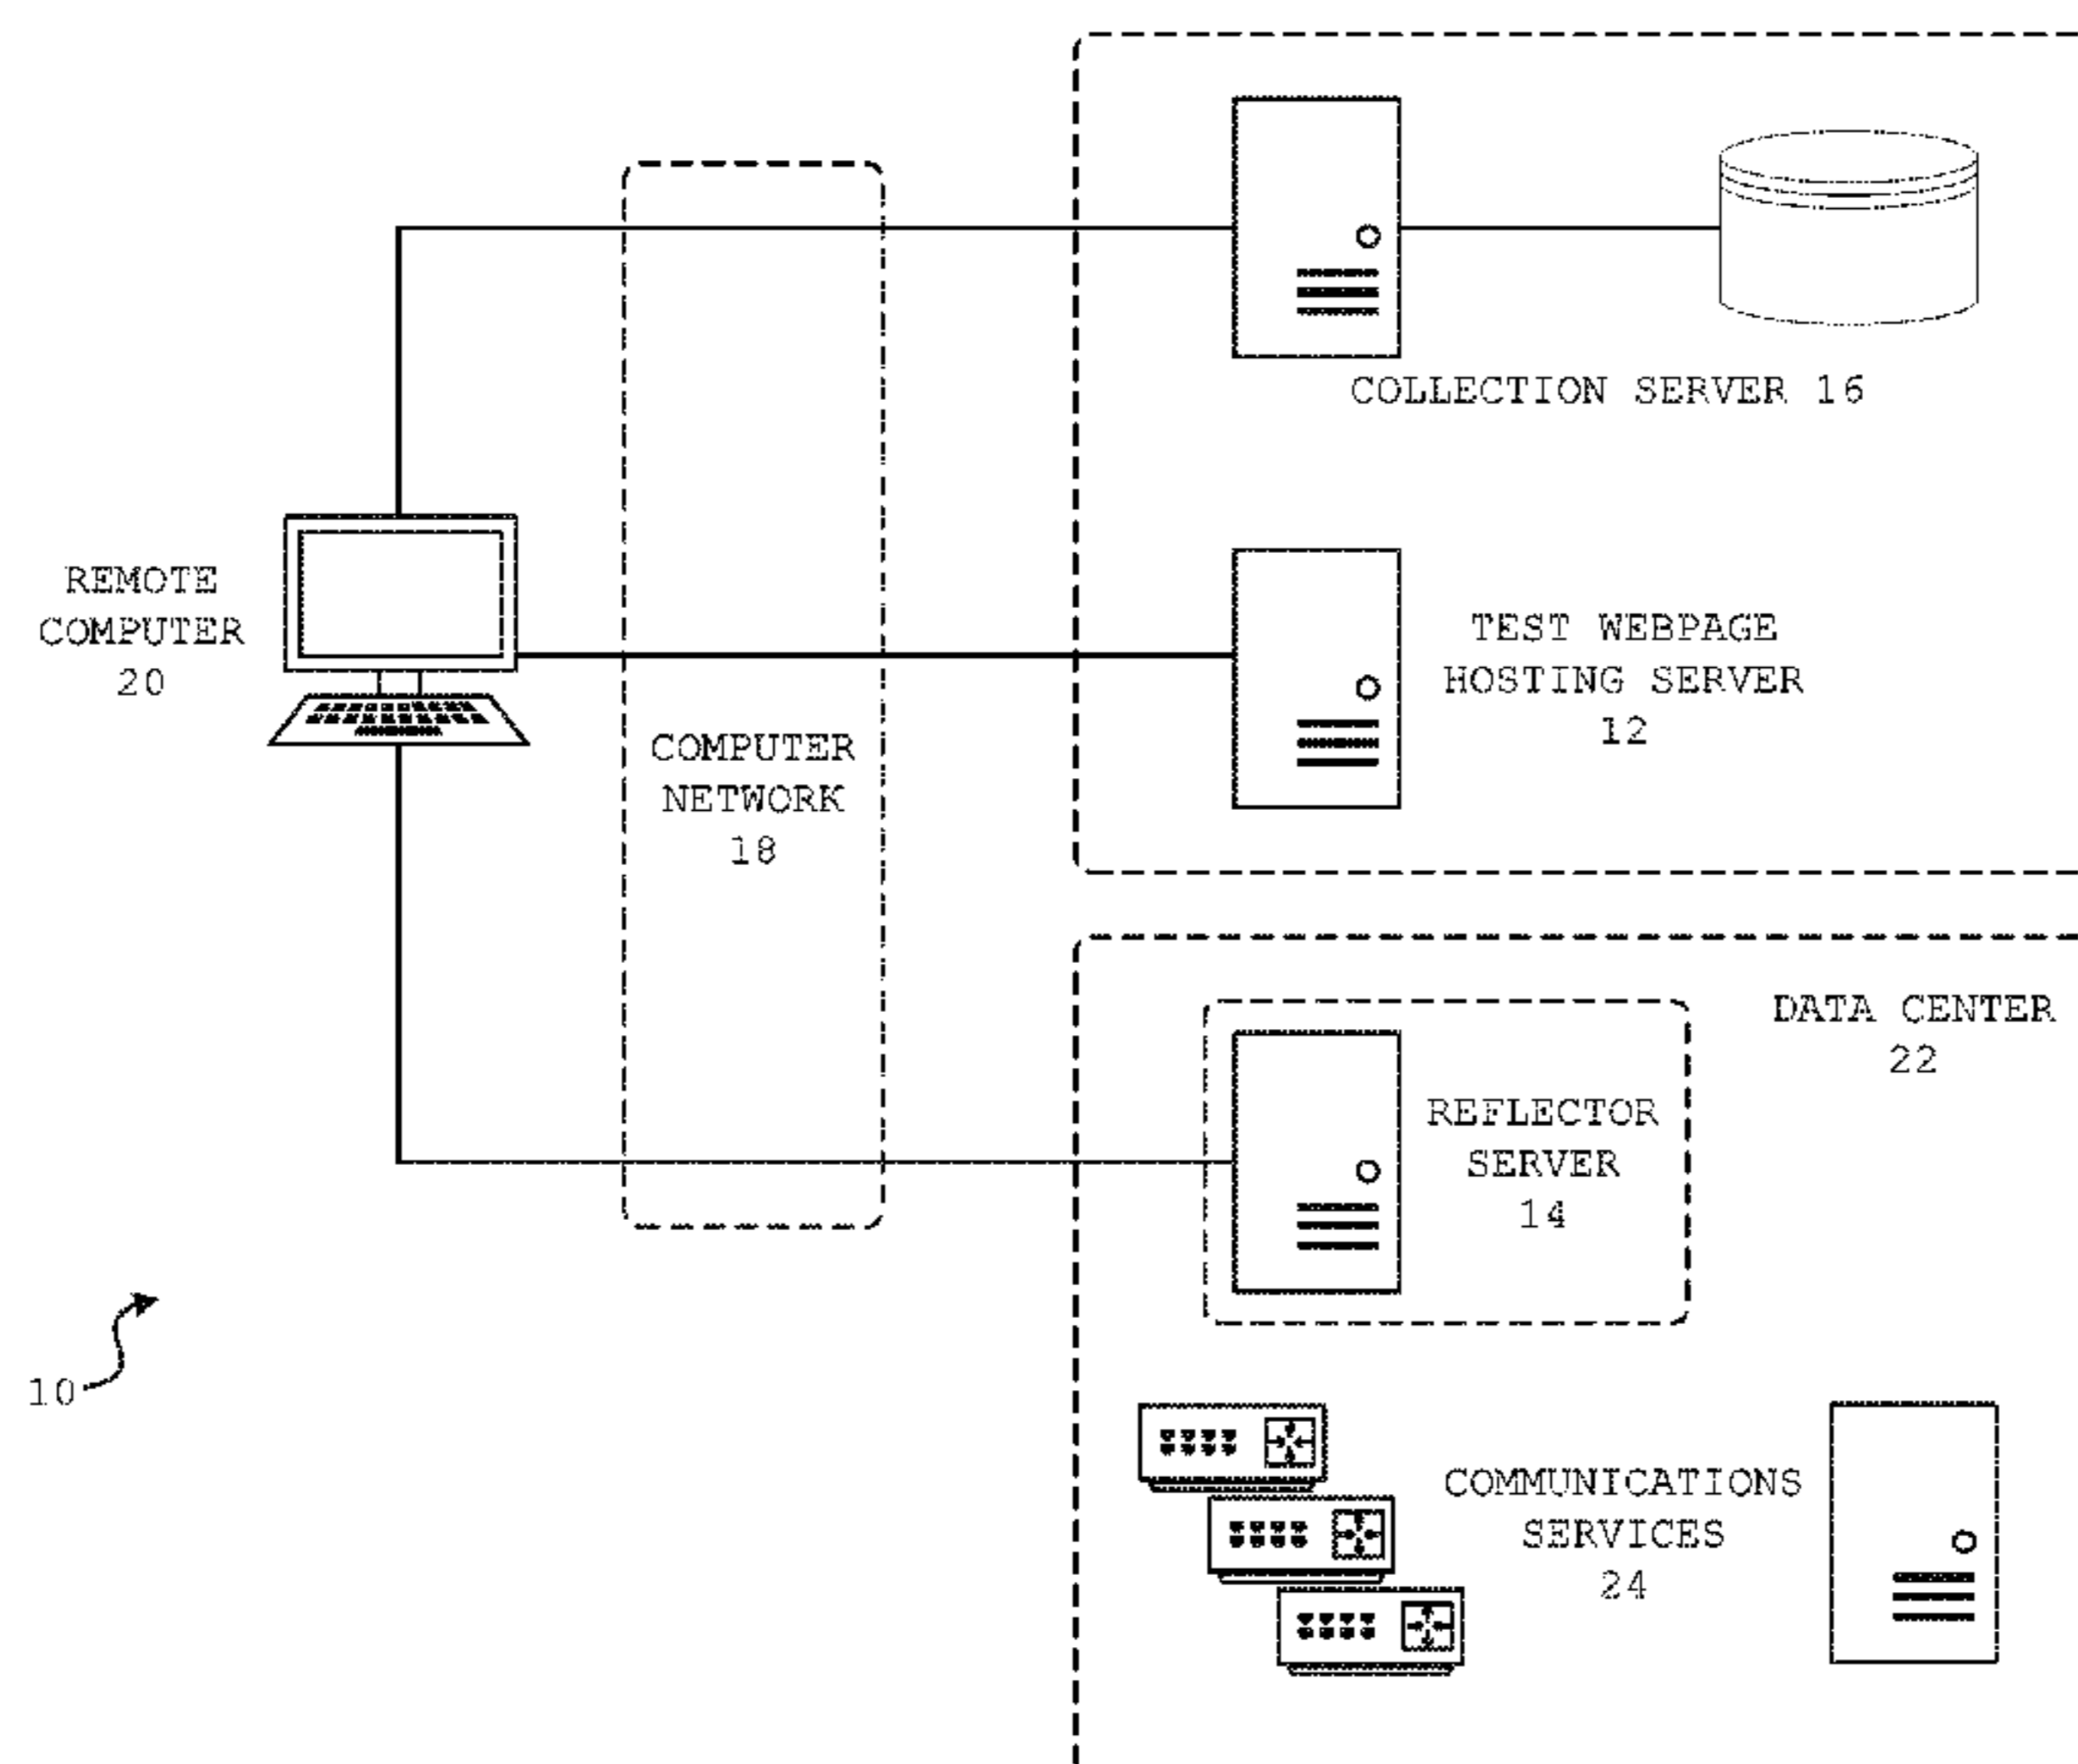 COLLECTION SERVER 16
REMOTE
COMPUTER
20
TEST WEBPAGE
HOSTING SERVER
12
COMPUTER
NETWORK
18
DATA CENTER
22
REFLECTOR
SERVER
14
10
COMMUNICATIONS
SERVICES
24